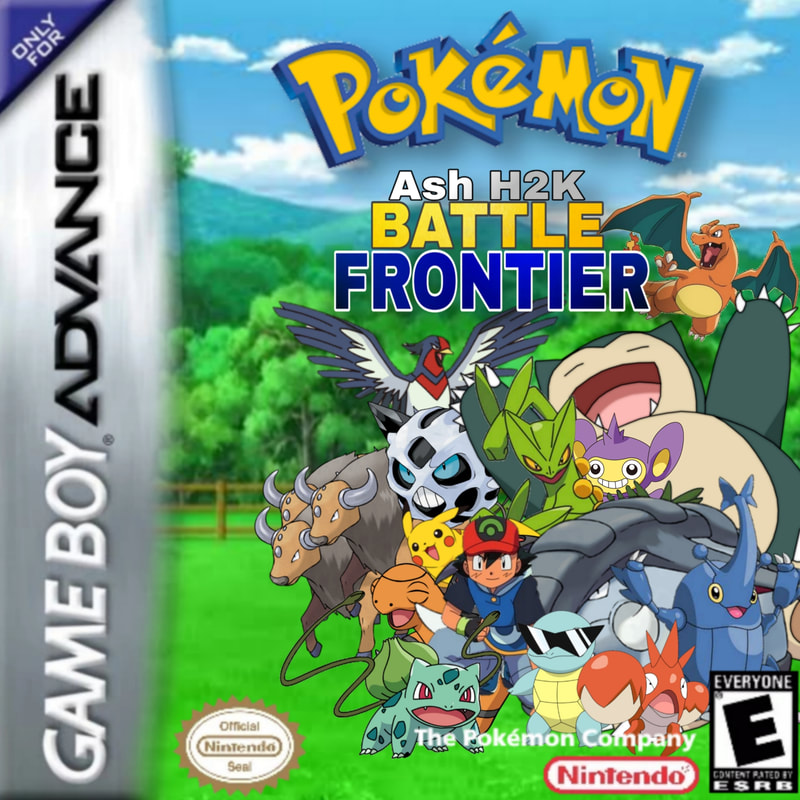 ONLY
FOR
GAME BOY ADVANCE
®
POKéMON
Ash H2K
BATTLE
FRONTIER
Official
Nintendo
Seal
The Pokémon Company
Nintendo®
EVERYONE
E
CONTENT RATED BY
ESRB